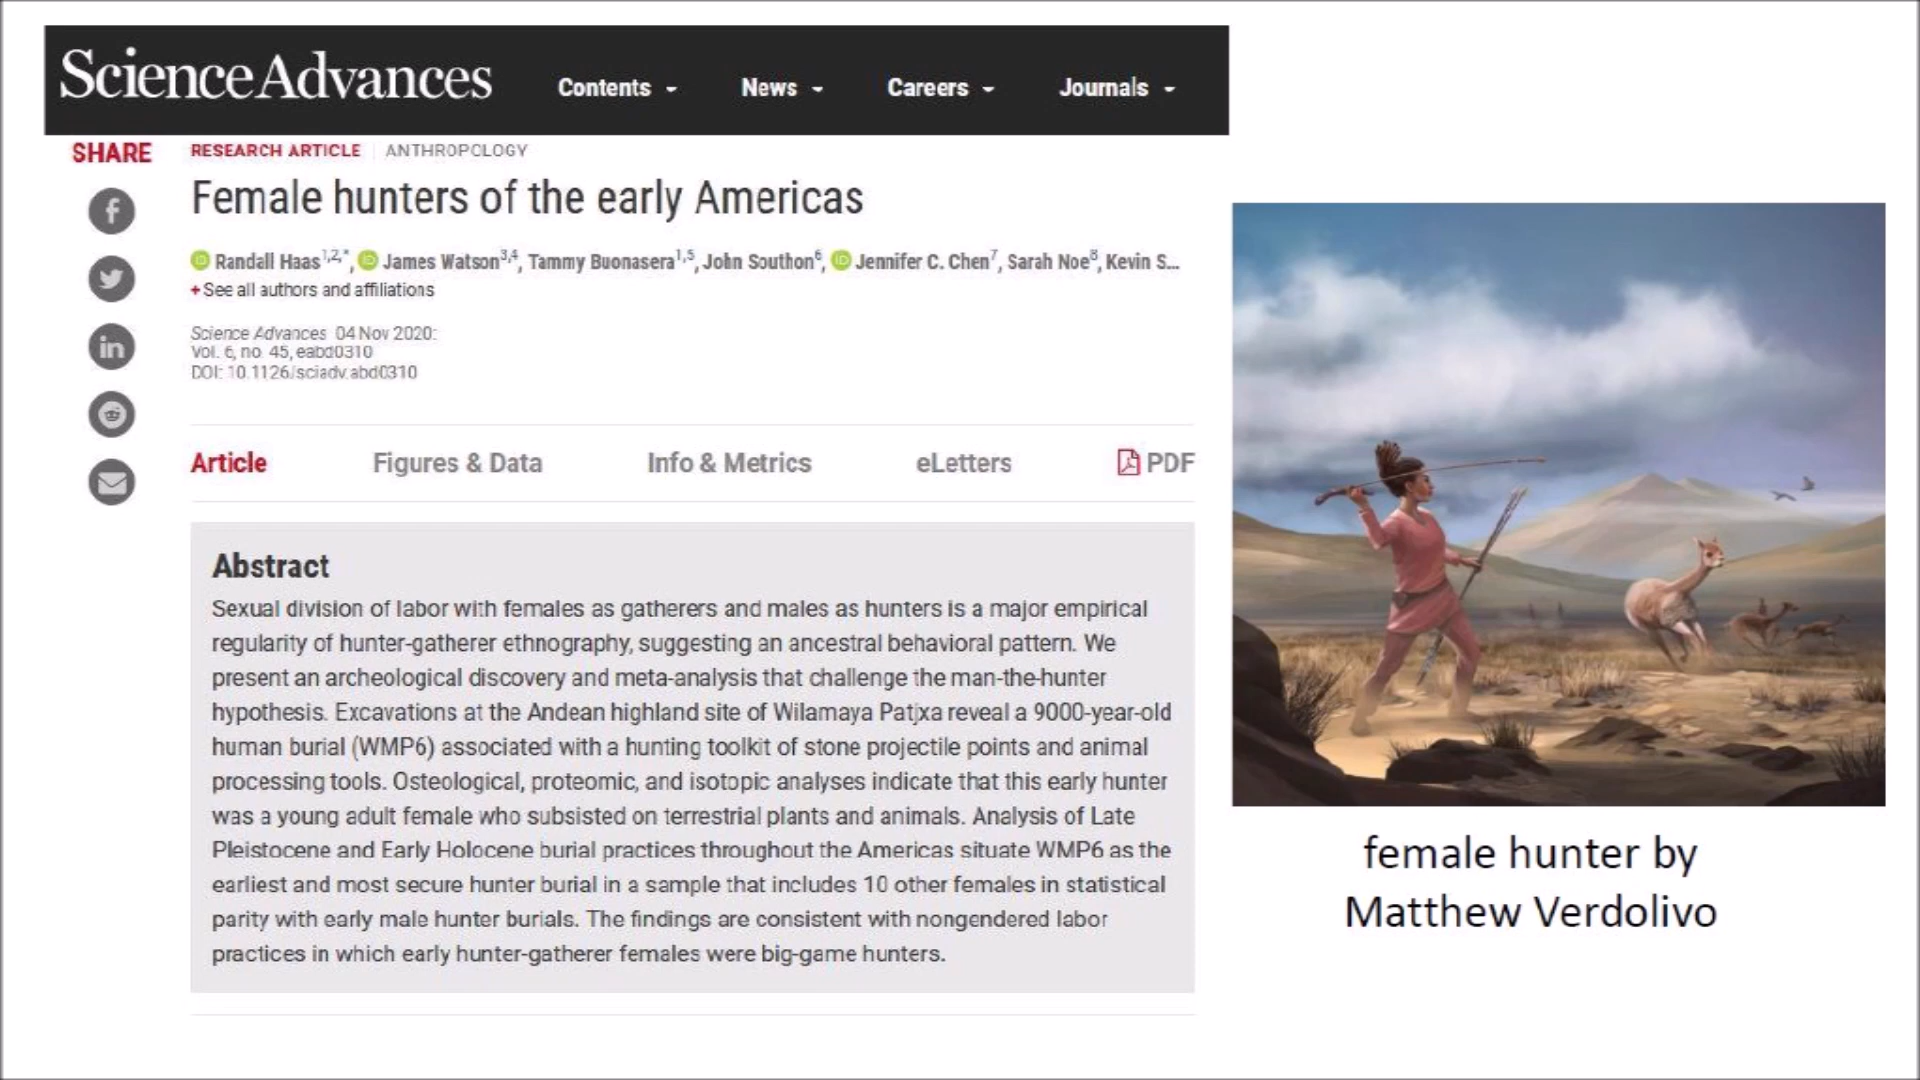 ScienceAdvances Contents News Careers Journals
SHARE
RESEARCH ARTICLE ANTHROPOLOGY
Female hunters of the early Americas
Randall Haas1,2,*, James Watson3,4, Tammy Buonasera1,5, John Southon6, Jennifer C. Chen7, Sarah Noe8, Kevin S...
+ See all authors and affiliations
Science Advances 04 Nov 2020:
Vol. 6, no. 45, eabd0310
DOI: 10.1126/sciadv.abd0310
Article Figures & Data Info & Metrics eLetters PDF
Abstract
Sexual division of labor with females as gatherers and males as hunters is a major empirical
regularity of hunter-gatherer ethnography, suggesting an ancestral behavioral pattern. We
present an archeological discovery and meta-analysis that challenge the man-the-hunter
hypothesis. Excavations at the Andean highland site of Wilamaya Patjxa reveal a 9000-year-old
human burial (WMP6) associated with a hunting toolkit of stone projectile points and animal
processing tools. Osteological, proteomic, and isotopic analyses indicate that this early hunter
was a young adult female who subsisted on terrestrial plants and animals. Analysis of Late
Pleistocene and Early Holocene burial practices throughout the Americas situate WMP6 as the
earliest and most secure hunter burial in a sample that includes 10 other females in statistical
parity with early male hunter burials. The findings are consistent with nongendered labor
practices in which early hunter-gatherer females were big-game hunters.
female hunter by
Matthew Verdolivo